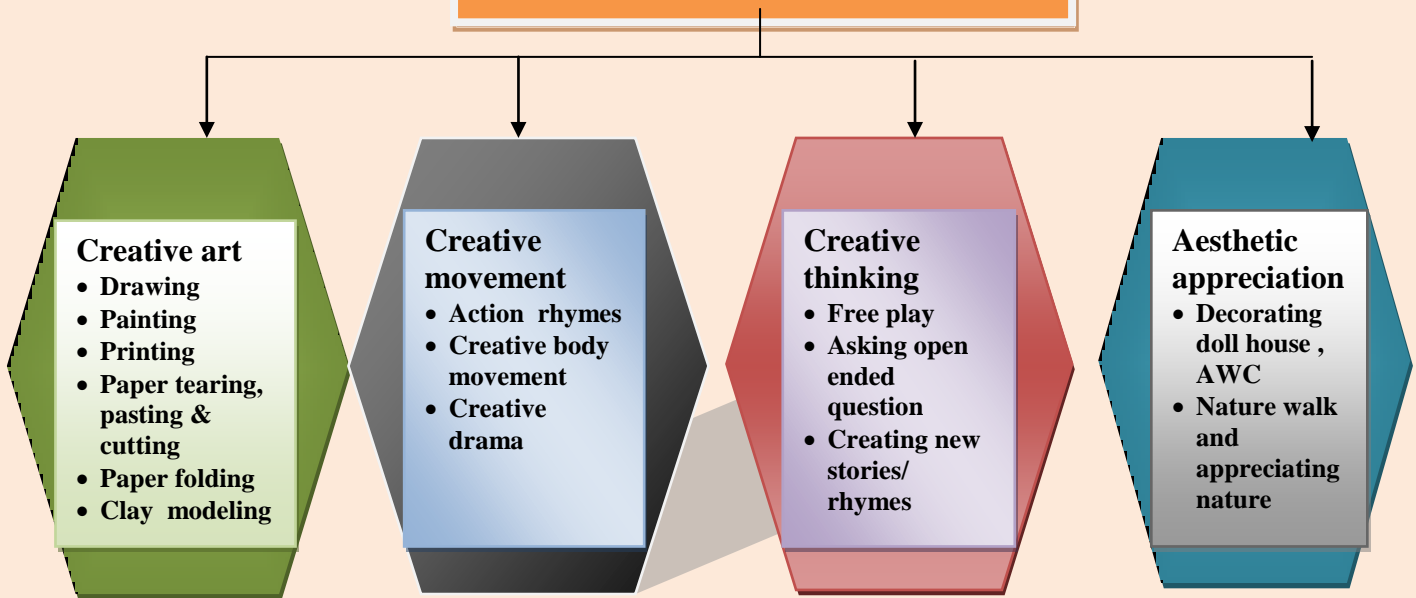 Creative art
• Drawing
• Painting
• Printing
• Paper tearing,
pasting &
cutting
• Paper folding
• Clay modeling
Creative
movement
• Action rhymes
• Creative body
movement
• Creative
drama
Creative
thinking
• Free play
• Asking open
ended
question
• Creating new
stories/
rhymes
Aesthetic
appreciation
• Decorating
doll house ,
AWC
• Nature walk
and
appreciating
nature